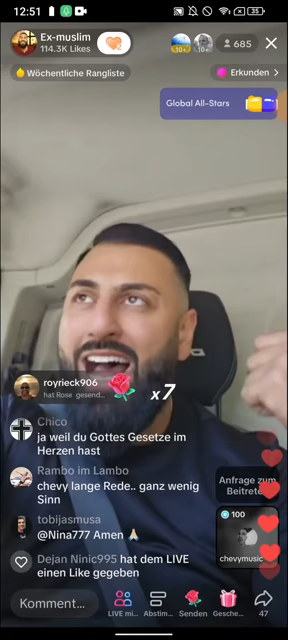 12:51
35
Ex-muslim
114.3K Likes
50+
10+
685
Wöchentliche Rangliste
Erkunden >
Global All-Stars
royrieck906
hat Rose gesend...
x7
Chico
ja weil du Gottes Gesetze im
Herzen hast
Rambo im Lambo
chevy lange Rede.. ganz wenig
Sinn
Anfrage zum
Beitrete
tobijasmusa
@Nina777 Amen 🙏🏼
100
chevymusic
Dejan Ninic995 hat dem LIVE
einen Like gegeben
Komment...
LIVE mi...
Abstim...
Senden
Gesche...
47